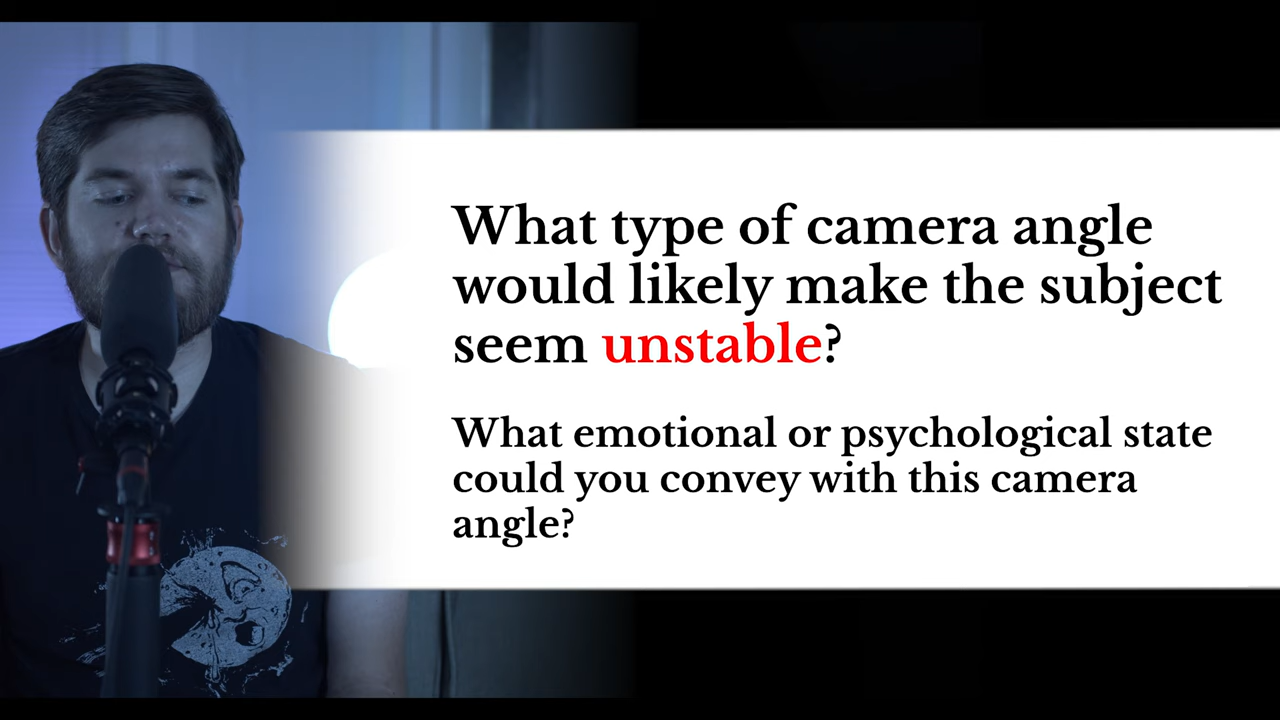 What type of camera angle
would likely make the subject
seem unstable?
What emotional or psychological state
could you convey with this camera
angle?